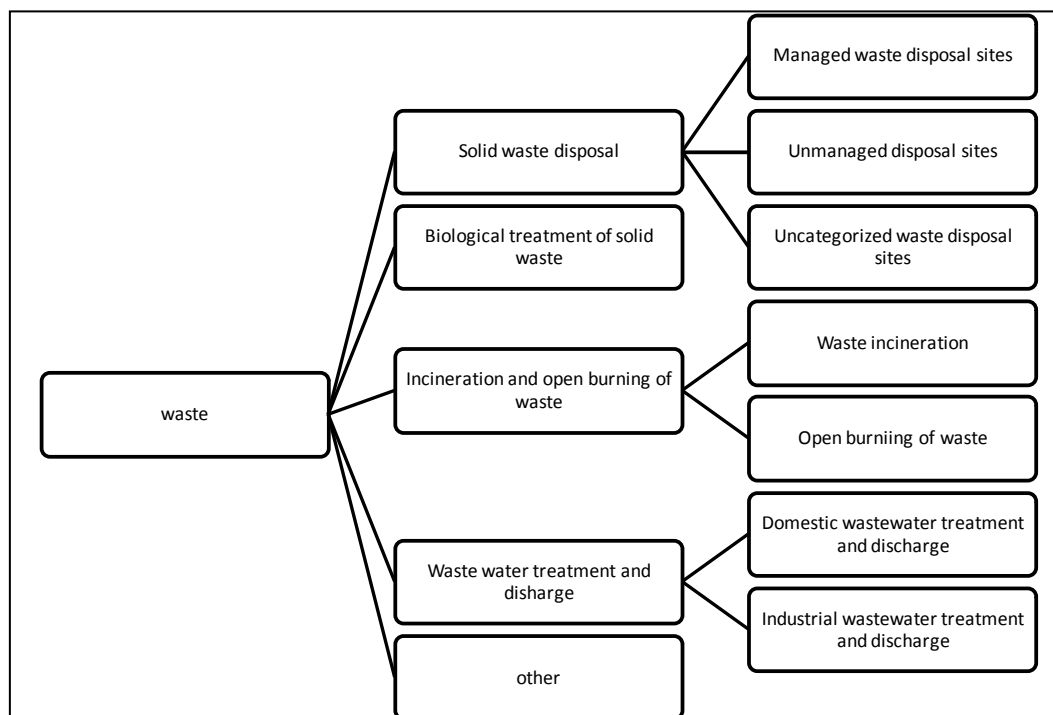 Managed waste disposal sites
Solid waste disposal
Unmanaged disposal sites
Biological treatment of solid
waste
Uncategorized waste disposal
sites
Waste incineration
Incineration and open burning of
waste
waste
Open burniing of waste
Domestic wastewater treatment
and discharge
Waste water treatment and
disharge
Industrial wastewater treatment
and discharge
other